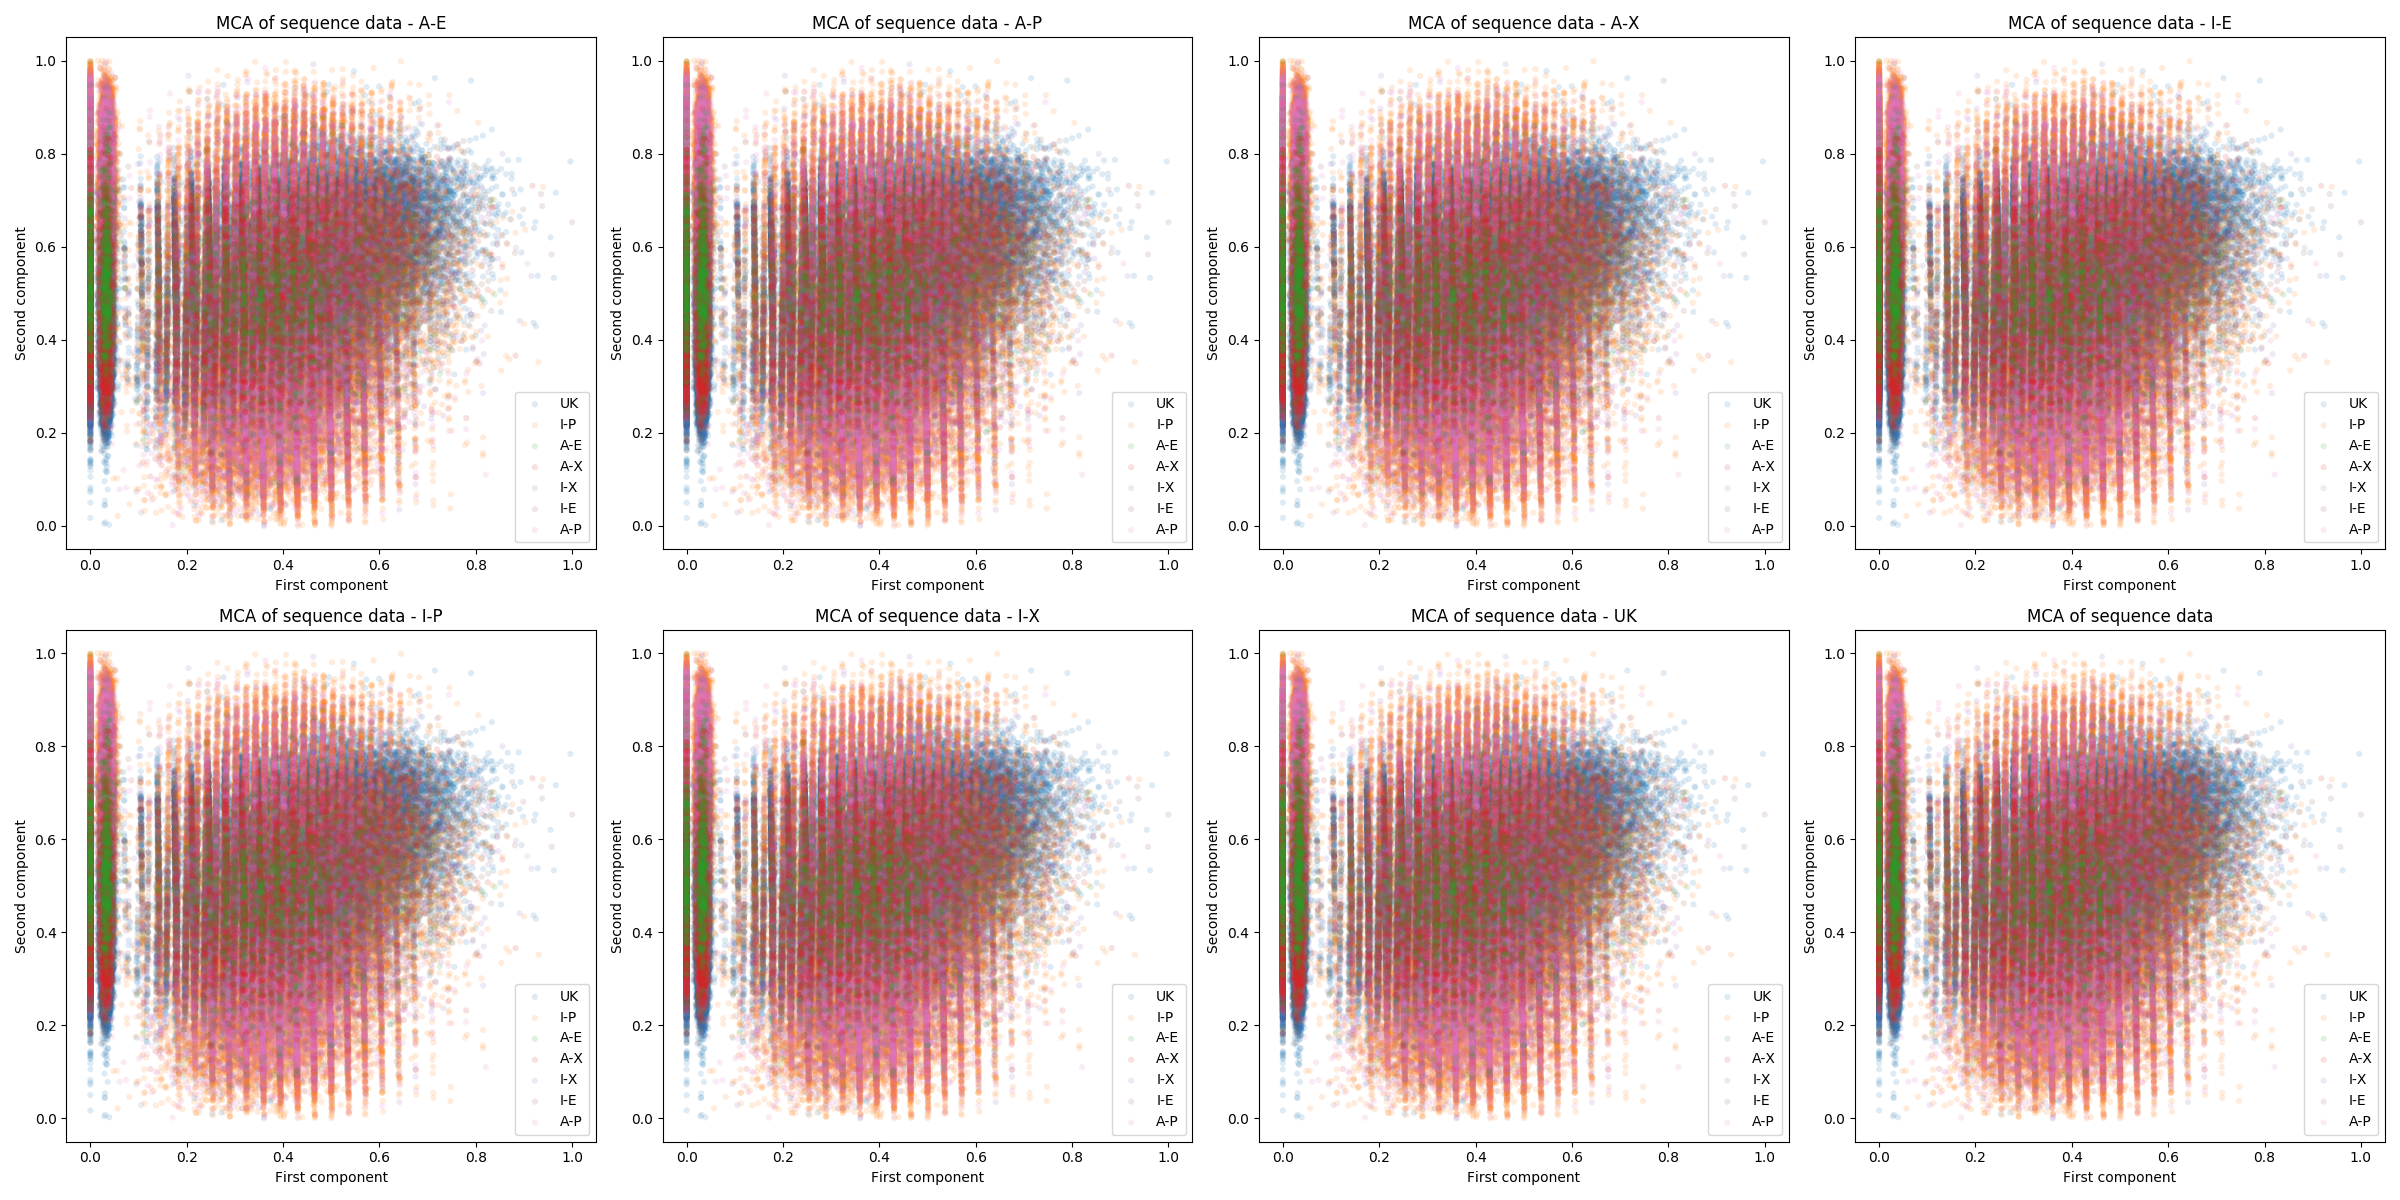 MCA of sequence data - A-E
Second component
1.0
0.8
0.6
0.4
0.2
0.0
UK
I-P
A-E
A-X
I-X
I-E
A-P
0.0 0.2 0.4 0.6 0.8 1.0
First component
MCA of sequence data - A-P
Second component
1.0
0.8
0.6
0.4
0.2
0.0
UK
I-P
A-E
A-X
I-X
I-E
A-P
0.0 0.2 0.4 0.6 0.8 1.0
First component
MCA of sequence data - A-X
Second component
1.0
0.8
0.6
0.4
0.2
0.0
UK
I-P
A-E
A-X
I-X
I-E
A-P
0.0 0.2 0.4 0.6 0.8 1.0
First component
MCA of sequence data - I-E
Second component
1.0
0.8
0.6
0.4
0.2
0.0
UK
I-P
A-E
A-X
I-X
I-E
A-P
0.0 0.2 0.4 0.6 0.8 1.0
First component
MCA of sequence data - I-P
Second component
1.0
0.8
0.6
0.4
0.2
0.0
UK
I-P
A-E
A-X
I-X
I-E
A-P
0.0 0.2 0.4 0.6 0.8 1.0
First component
MCA of sequence data - I-X
Second component
1.0
0.8
0.6
0.4
0.2
0.0
UK
I-P
A-E
A-X
I-X
I-E
A-P
0.0 0.2 0.4 0.6 0.8 1.0
First component
MCA of sequence data - UK
Second component
1.0
0.8
0.6
0.4
0.2
0.0
UK
I-P
A-E
A-X
I-X
I-E
A-P
0.0 0.2 0.4 0.6 0.8 1.0
First component
MCA of sequence data
Second component
1.0
0.8
0.6
0.4
0.2
0.0
UK
I-P
A-E
A-X
I-X
I-E
A-P
0.0 0.2 0.4 0.6 0.8 1.0
First component